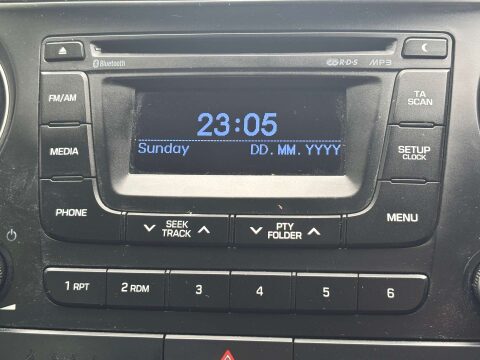 Bluetooth R·D·S MP3
FM/AM
TA
SCAN
23:05
MEDIA
SETUP
CLOCK
Sunday DD.MM.YYYY
PHONE
SEEK
TRACK
PTY
FOLDER
MENU
1 RPT 2 RDM 3 4 5 6